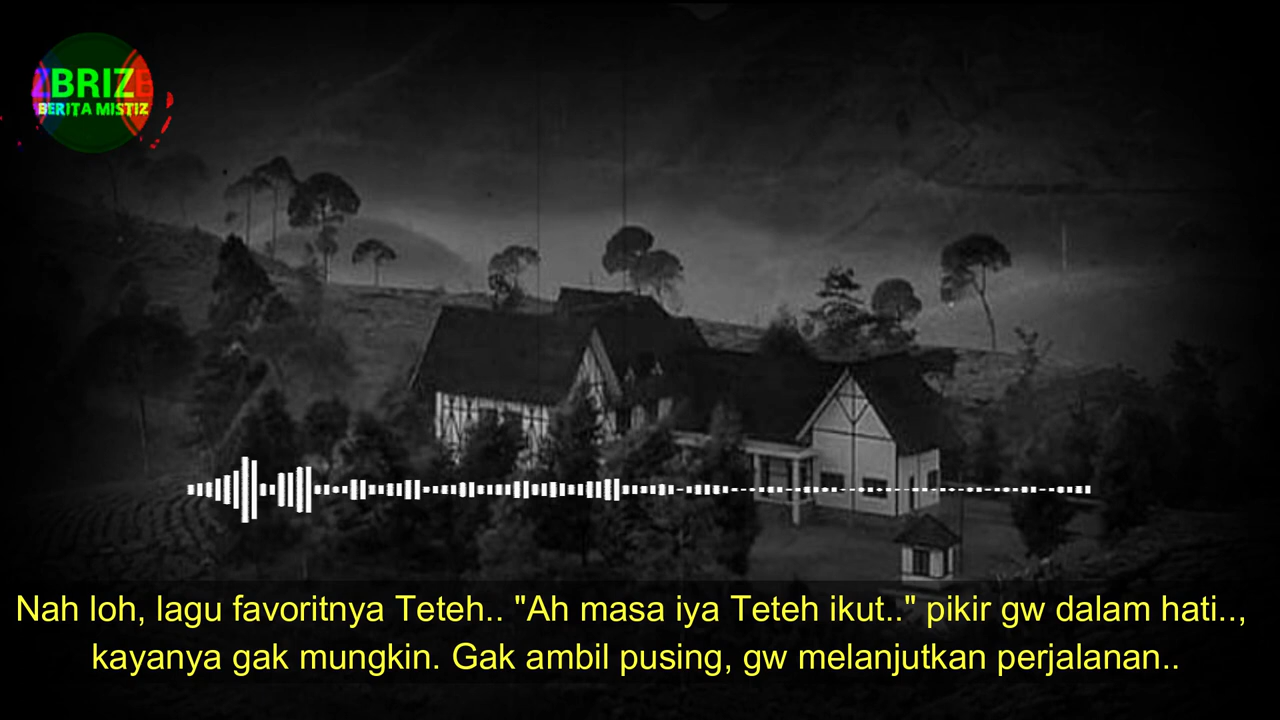 ZBRIZ
BERITA MISTIZ
Nah loh, lagu favoritnya Teteh.. "Ah masa iya Teteh ikut.." pikir gw dalam hati..,
kayanya gak mungkin. Gak ambil pusing, gw melanjutkan perjalanan..